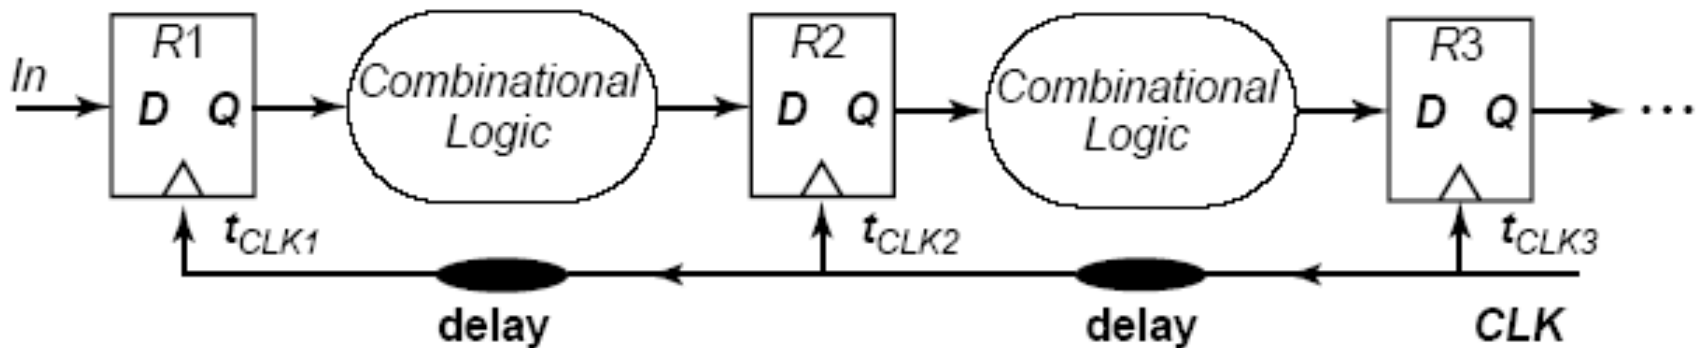 In
R1
D Q
Combinational
Logic
R2
D Q
Combinational
Logic
R3
D Q
...
tCLK1
tCLK2
tCLK3
delay
delay
CLK